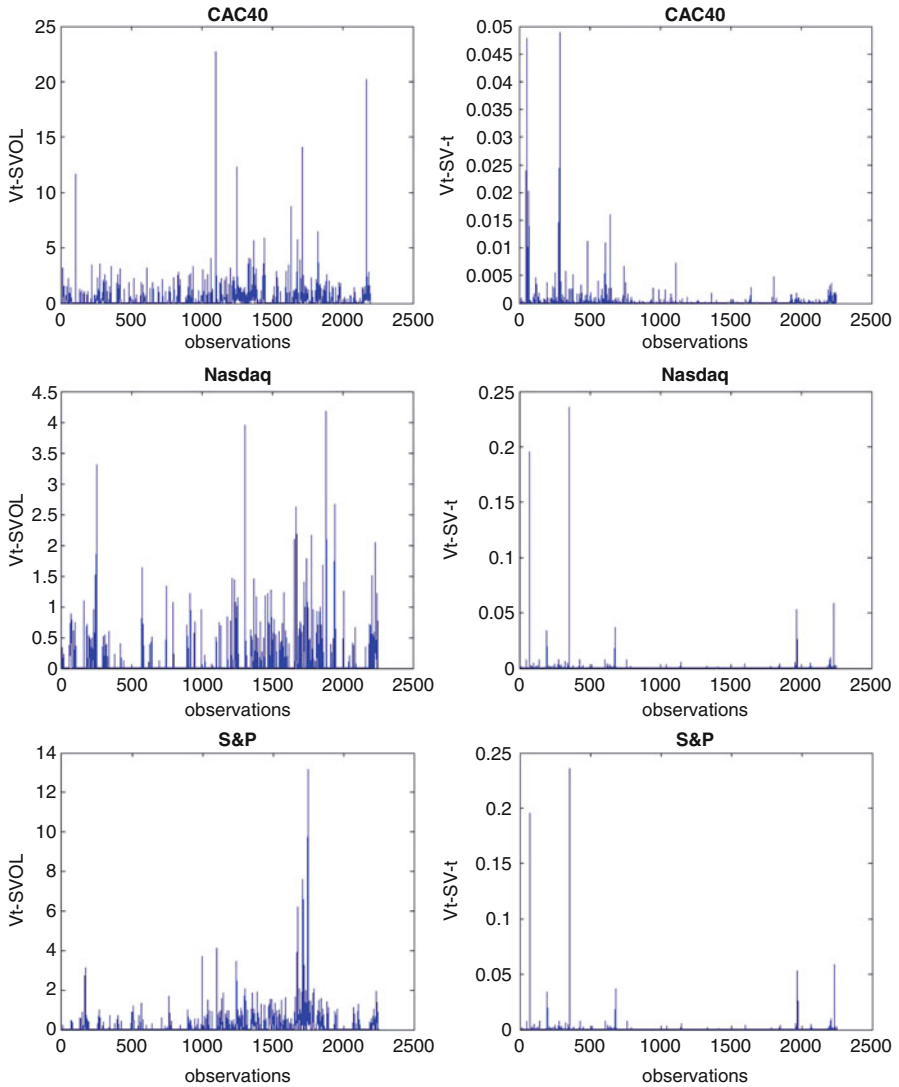 CAC40
25
20
15
10
5
0
Vt-SVOL
0 500 1000 1500 2000 2500
observations
CAC40
0.05
0.045
0.04
0.035
0.03
0.025
0.02
0.015
0.01
0.005
0
Vt-SV-t
0 500 1000 1500 2000 2500
observations
Nasdaq
4.5
4
3.5
3
2.5
2
1.5
1
0.5
0
Vt-SVOL
0 500 1000 1500 2000 2500
observations
Nasdaq
0.25
0.2
0.15
0.1
0.05
0
Vt-SV-t
0 500 1000 1500 2000 2500
observations
S&P
14
12
10
8
6
4
2
0
Vt-SVOL
0 500 1000 1500 2000 2500
observations
S&P
0.25
0.2
0.15
0.1
0.05
0
Vt-SV-t
0 500 1000 1500 2000 2500
observations